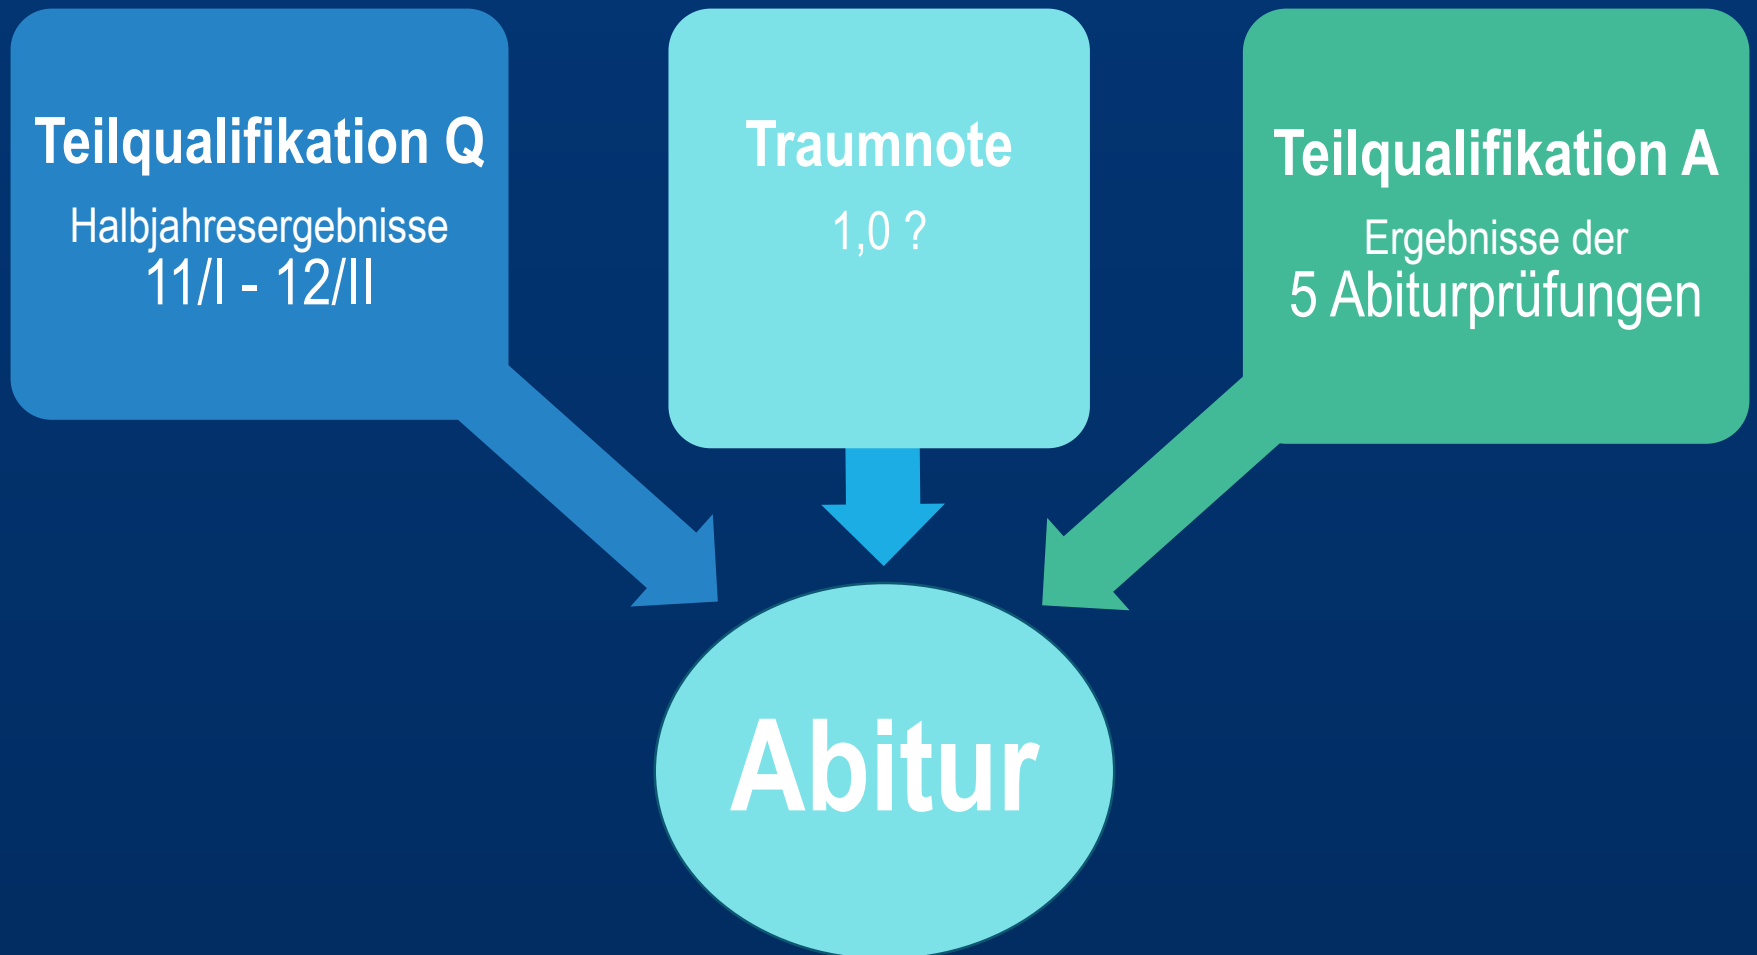 Teilqualifikation Q
Halbjahresergebnisse
11/I - 12/II
Traumnote
1,0 ?
Teilqualifikation A
Ergebnisse der
5 Abiturprüfungen
Abitur